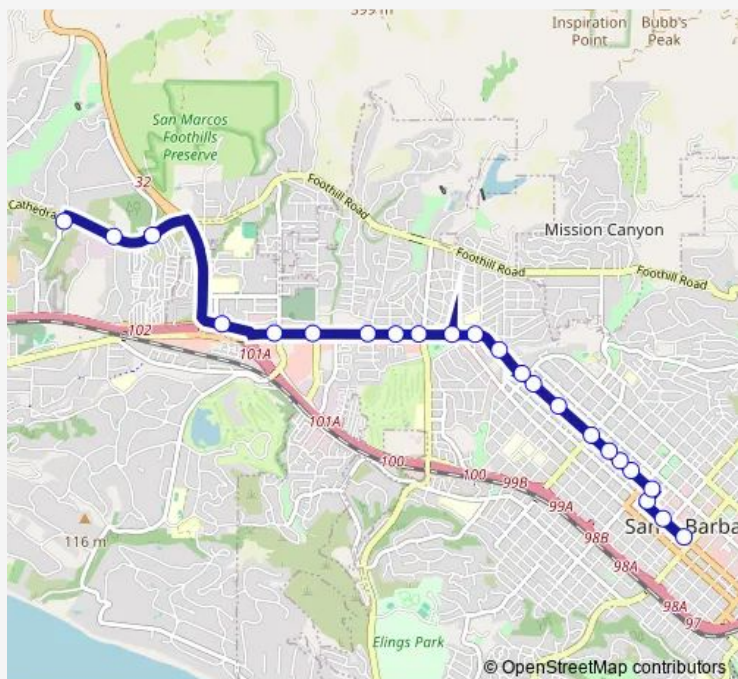 399 m
Inspiration
Point
Bubb's
Peak
San Marcos
Foothills
Preserve
32
Foothill Road
Cathedra
Mission Canyon
Foothill Road
Foothill Road
102
101A
101A
100
100
99B
99A
98B
98A
98A
97
San
Barba
116 m
Elings Park
© OpenStreetMap contributors